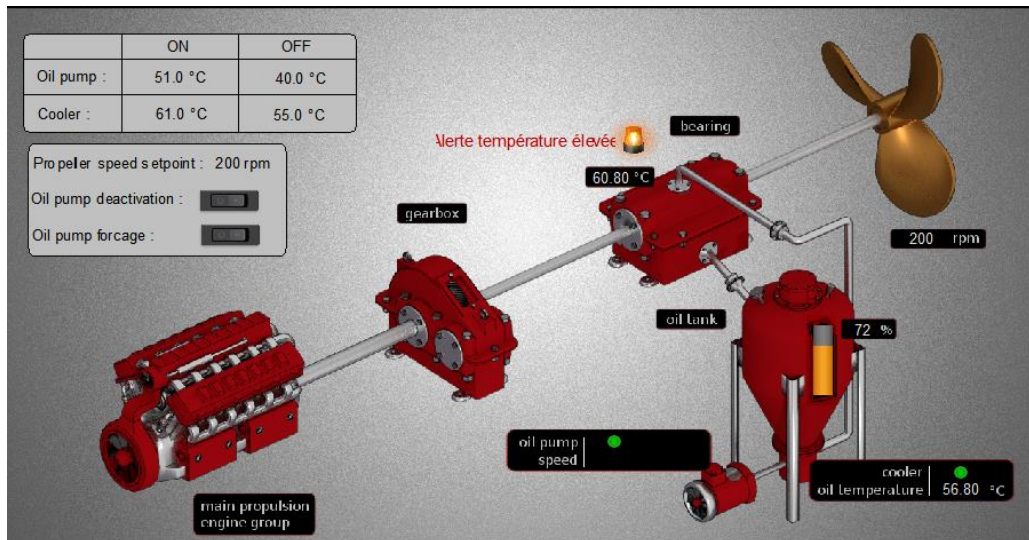 ON OFF
Oil pump : 51.0 °C 40.0 °C
Cooler : 61.0 °C 55.0 °C
Propeler speed setpoint : 200 rpm
Oil pump deactivation :
Oil pump forcage :
Alerte température élevée
bearing
60.80 °C
gearbox
200 rpm
oil tank
72 %
oil pump
speed
cooler
oil temperature 56.80 °C
main propulsion
engine group